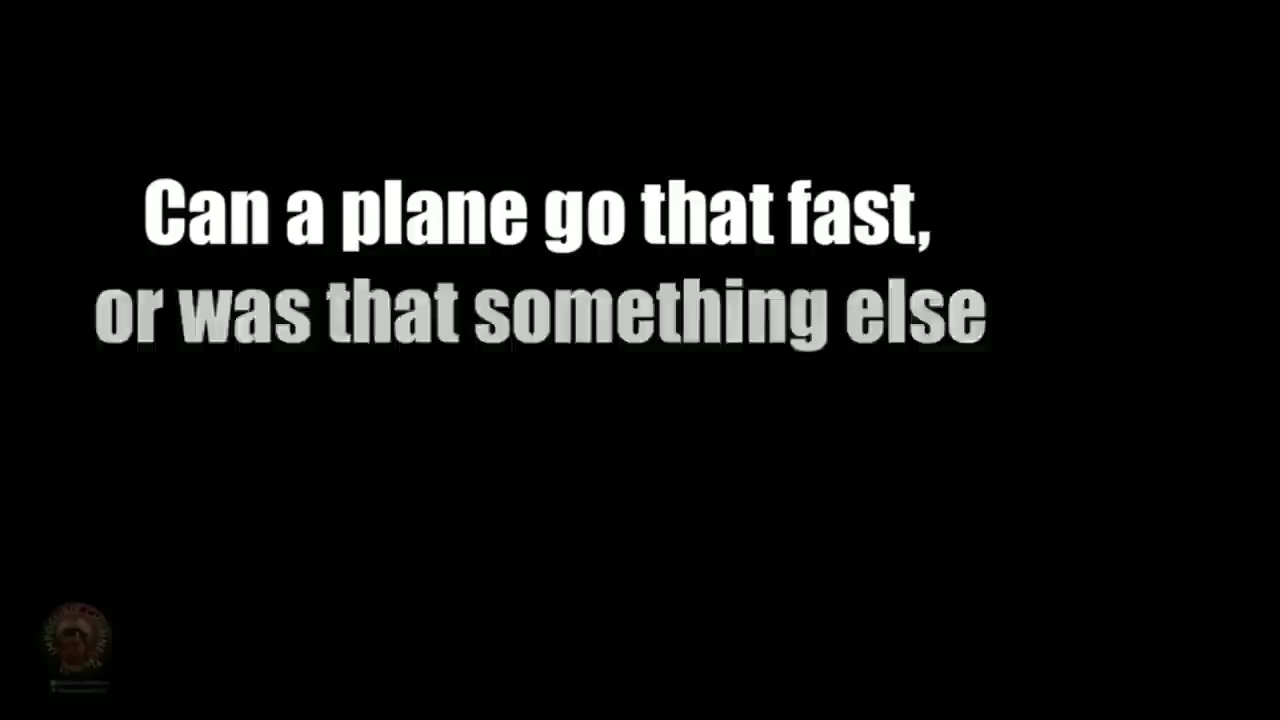 Can a plane go that fast,
or was that something else